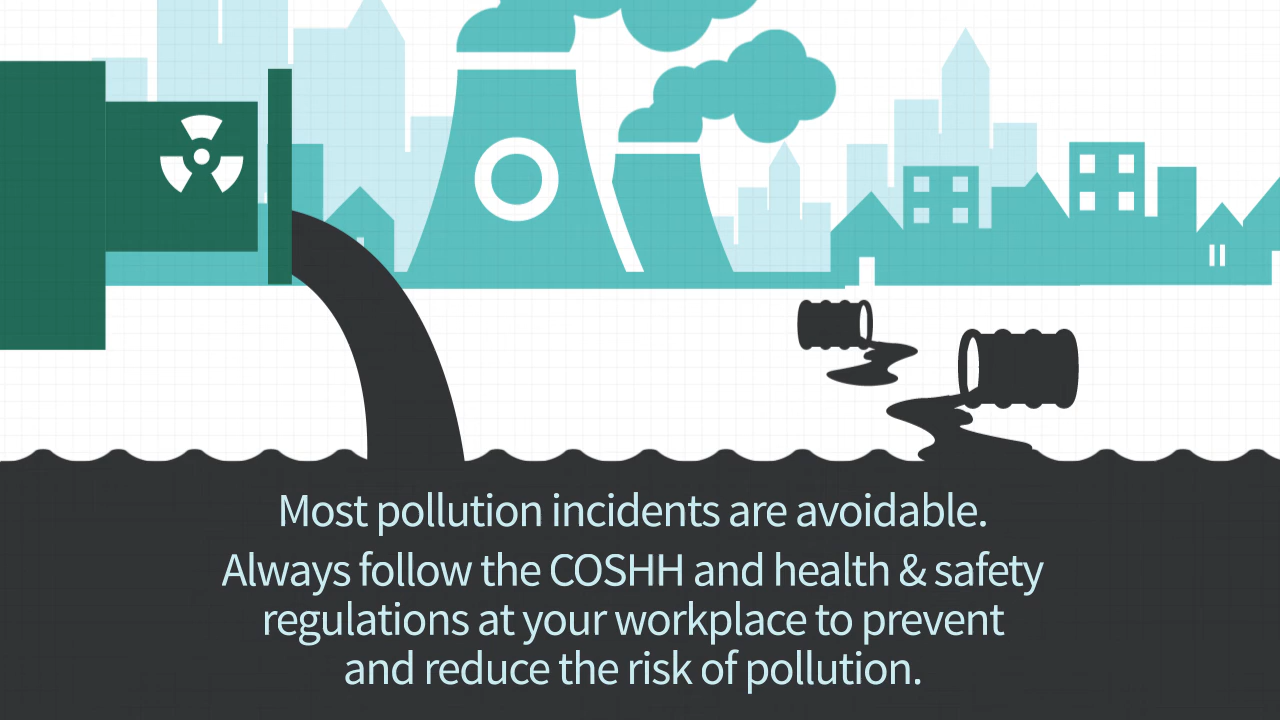 Most pollution incidents are avoidable.
Always follow the COSHH and health & safety
regulations at your workplace to prevent
and reduce the risk of pollution.